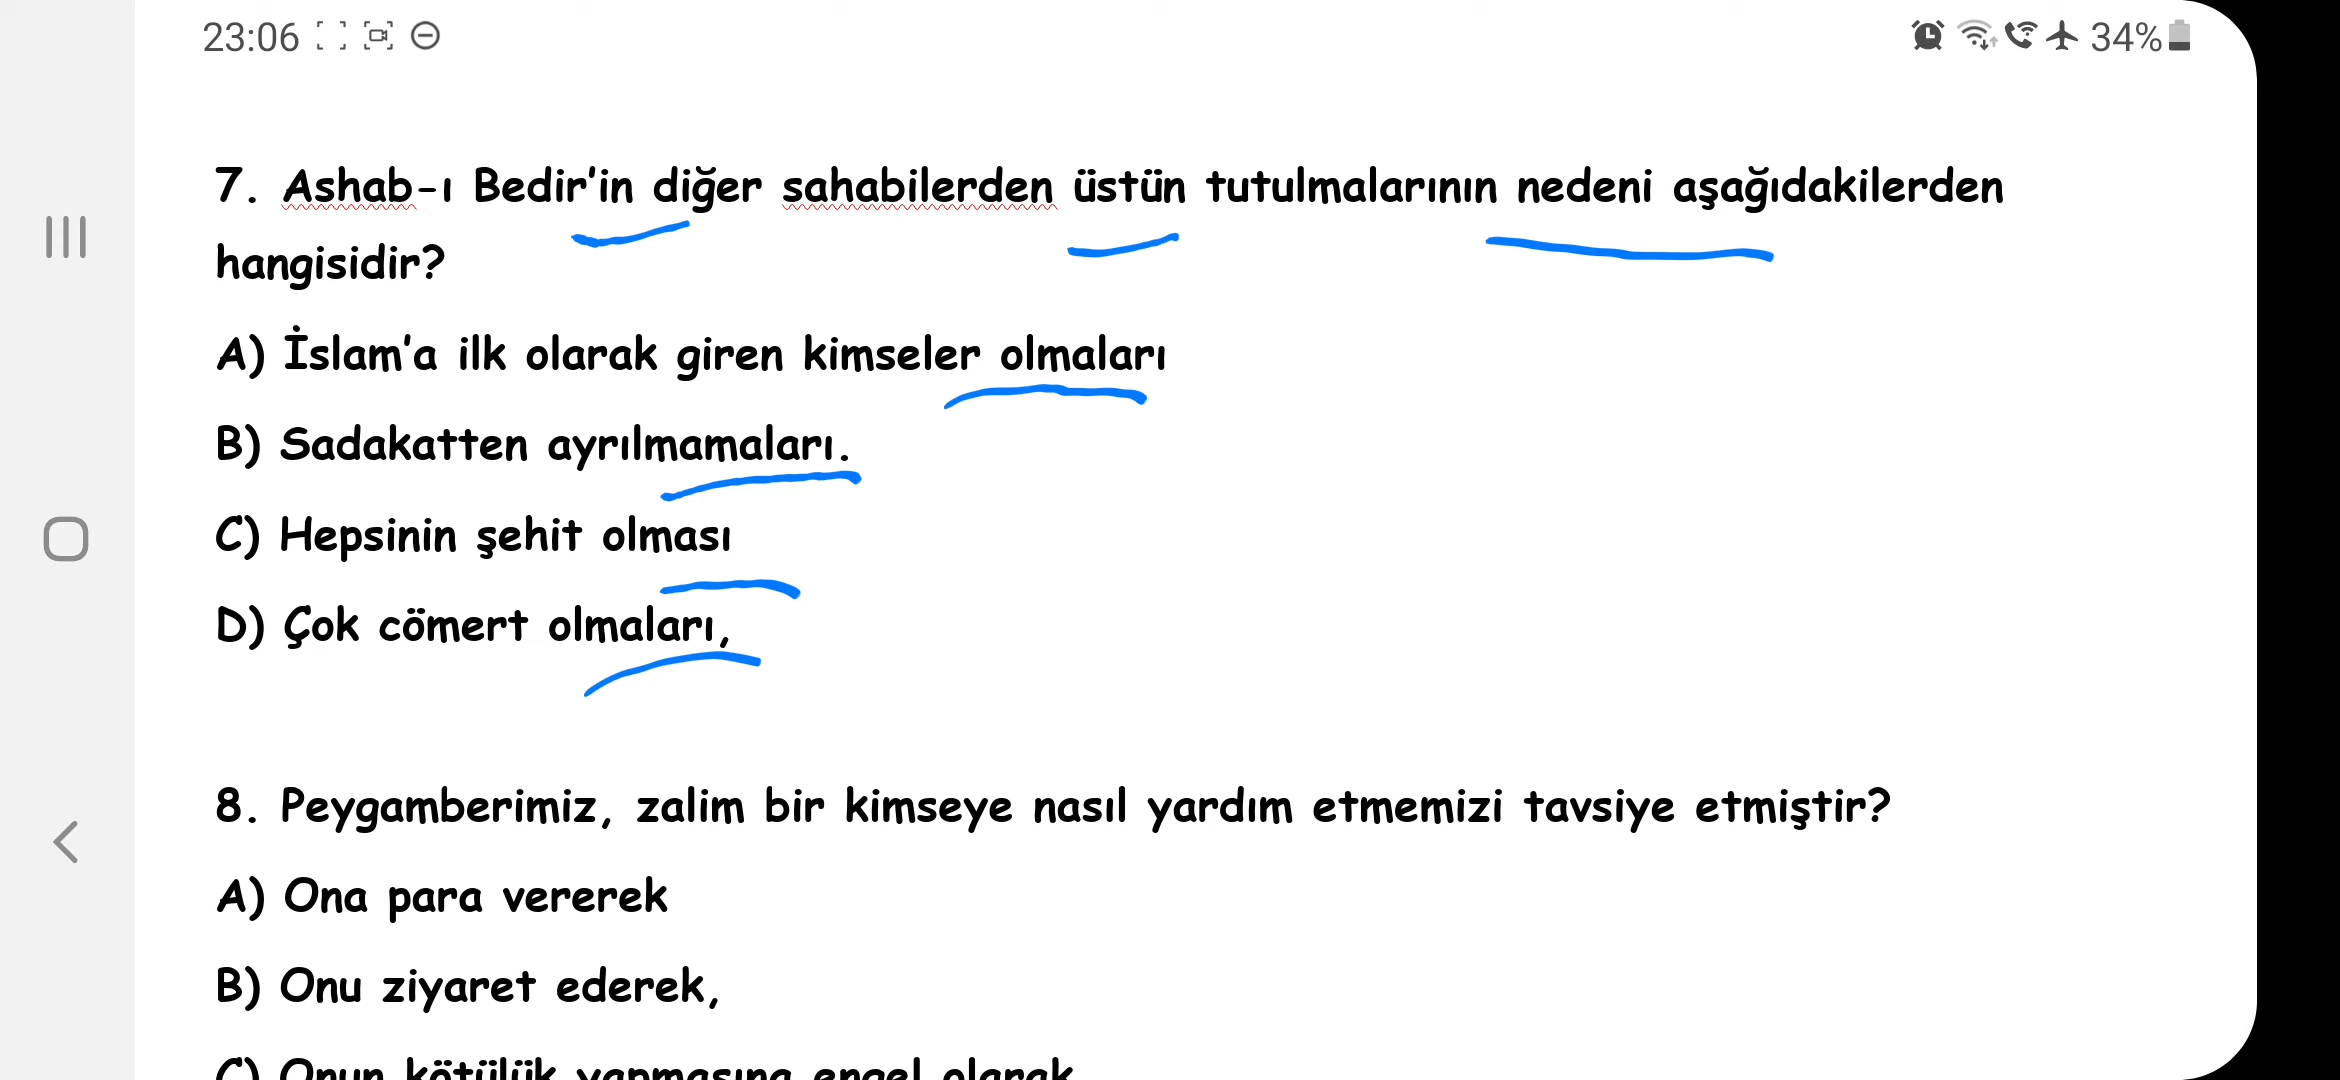 23:06 34%
7. Ashab-ı Bedir'in diğer sahabilerden üstün tutulmalarının nedeni aşağıdakilerden
hangisidir?
A) İslam'a ilk olarak giren kimseler olmaları
B) Sadakatten ayrılmamaları.
C) Hepsinin şehit olması
D) Çok cömert olmaları,
8. Peygamberimiz, zalim bir kimseye nasıl yardım etmemizi tavsiye etmiştir?
A) Ona para vererek
B) Onu ziyaret ederek,
C) Onun kötülük yapmasına engel olarak